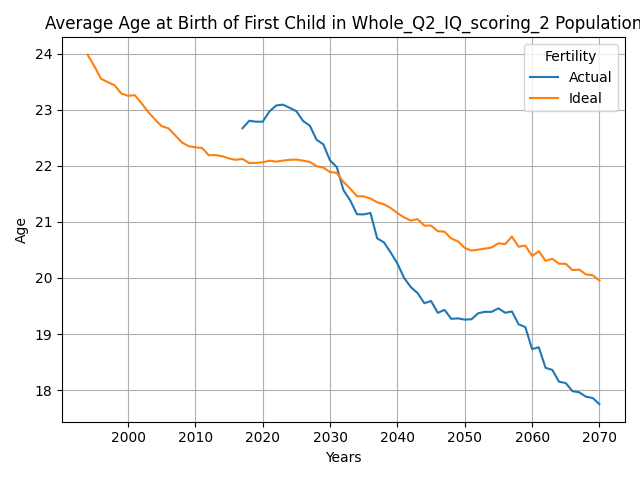 Average Age at Birth of First Child in Whole_Q2_IQ_scoring_2 Population
Fertility
Actual
Ideal
24
23
22
21
20
19
18
Age
2000 2010 2020 2030 2040 2050 2060 2070
Years